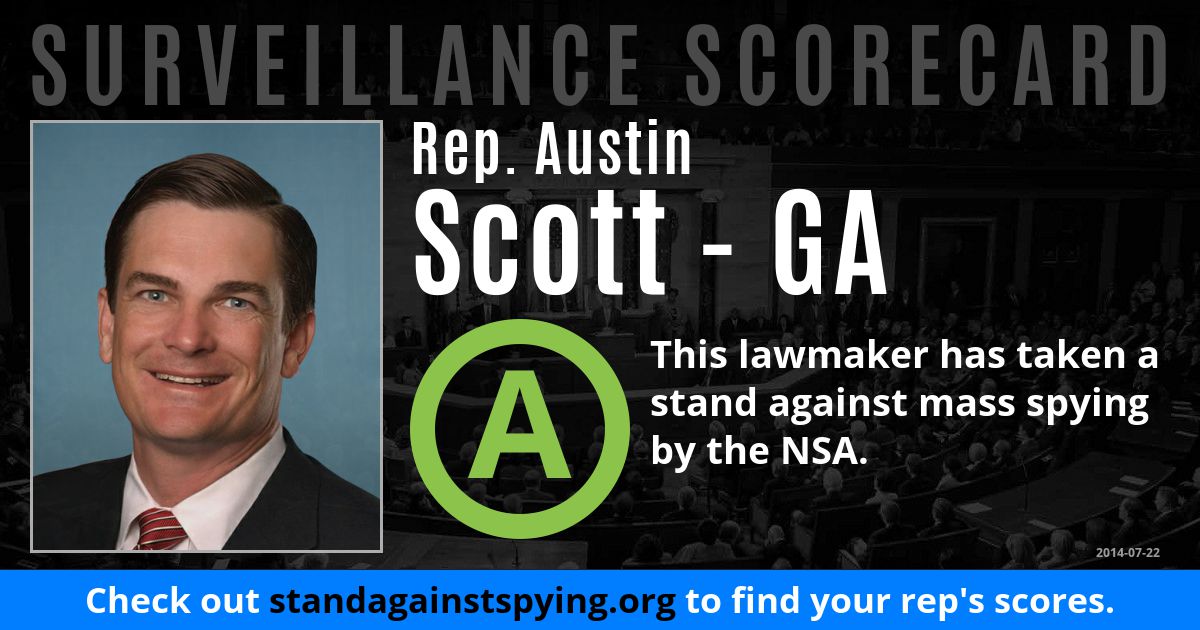 SURVEILLANCE SCORECARD
Rep. Austin
Scott - GA
A
This lawmaker has taken a
stand against mass spying
by the NSA.
2014-07-22
Check out standagainstspying.org to find your rep's scores.